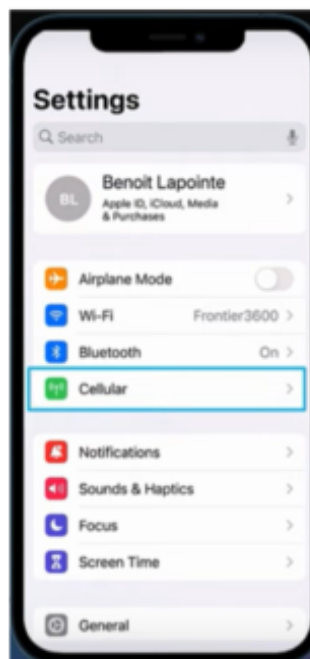 Settings
Search
BL
Benoit Lapointe
Apple ID, iCloud, Media
& Purchases
Airplane Mode
Wi-Fi Frontier3600
Bluetooth On
Cellular
Notifications
Sounds & Haptics
Focus
Screen Time
General